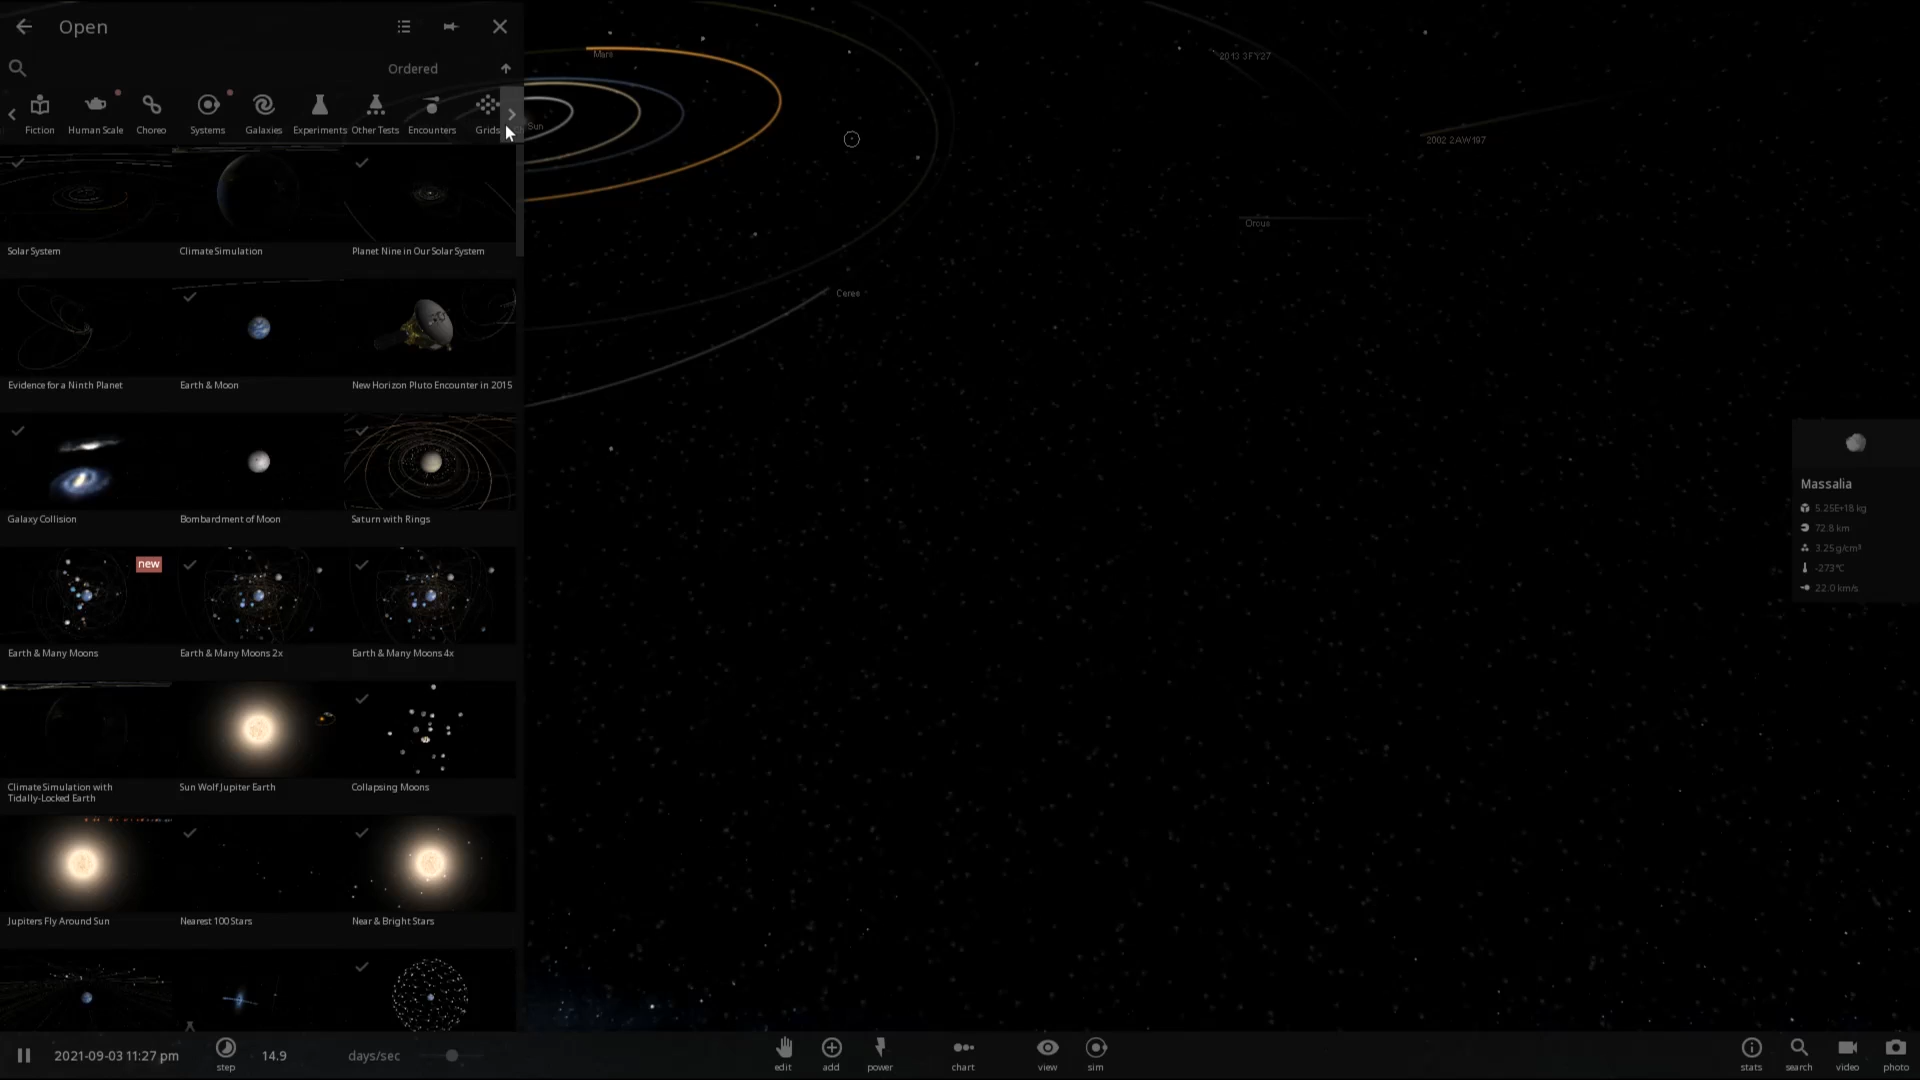 Open
Ordered
Fiction
Human Scale
Choreo
Systems
Galaxies
Experiments
Other Tests
Encounters
Grids
Solar System
Climate Simulation
Planet Nine in Our Solar System
Evidence for a Ninth Planet
Earth & Moon
New Horizon Pluto Encounter in 2015
Galaxy Collision
Bombardment of Moon
Saturn with Rings
new
Earth & Many Moons
Earth & Many Moons 2x
Earth & Many Moons 4x
Climate Simulation with
Tidally-Locked Earth
Sun Wolf Jupiter Earth
Collapsing Moons
Jupiters Fly Around Sun
Nearest 100 Stars
Near & Bright Stars
Mars
Sun
Ceres
2013 3FY27
2002 2AW197
Orcus
Massalia
5.25E+18 kg
72.8 km
3.25 g/cm³
-273°C
22.0 km/s
2021-09-03 11:27 pm
step
14.9
days/sec
edit
add
power
chart
view
sim
stats
search
video
photo